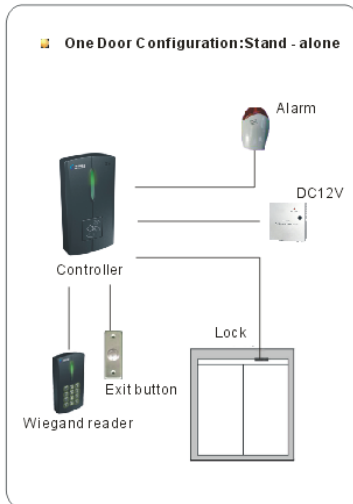 One Door Configuration:Stand - alone
Alarm
DC12V
Controller
Lock
Exit button
Wiegand reader